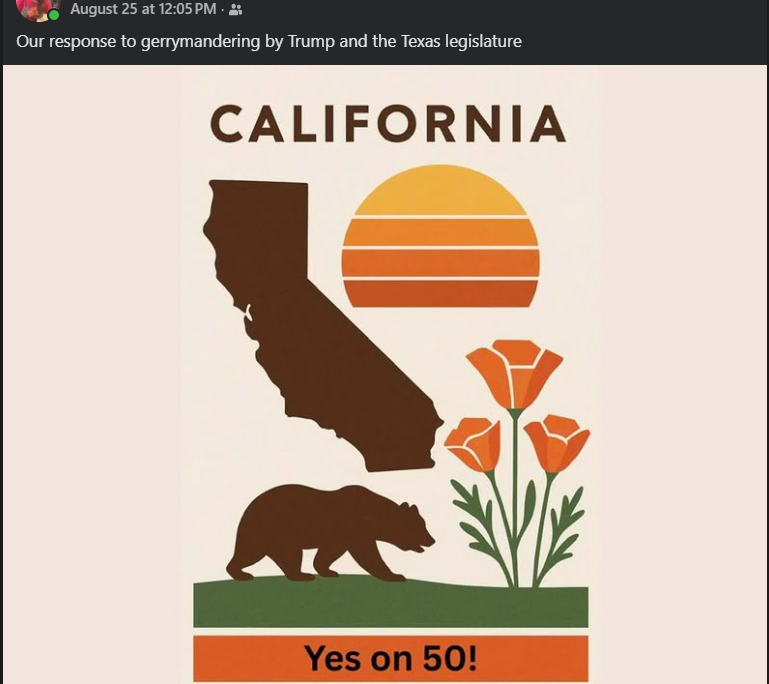 August 25 at 12:05 PM ·
Our response to gerrymandering by Trump and the Texas legislature
CALIFORNIA
Yes on 50!